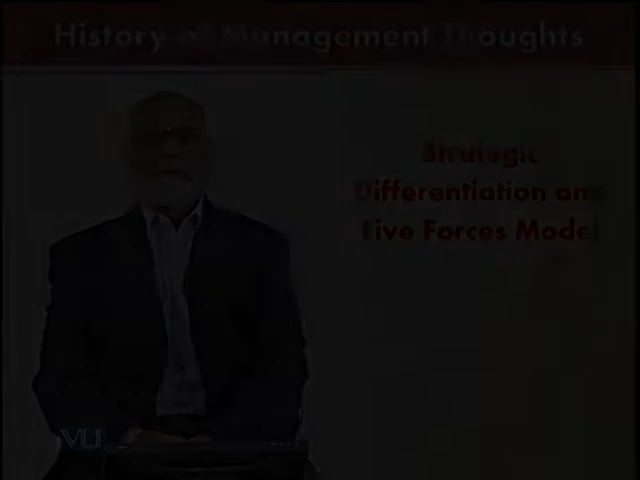 History of Management Thoughts
Strategic
Differentiation and
Five Forces Model
VU